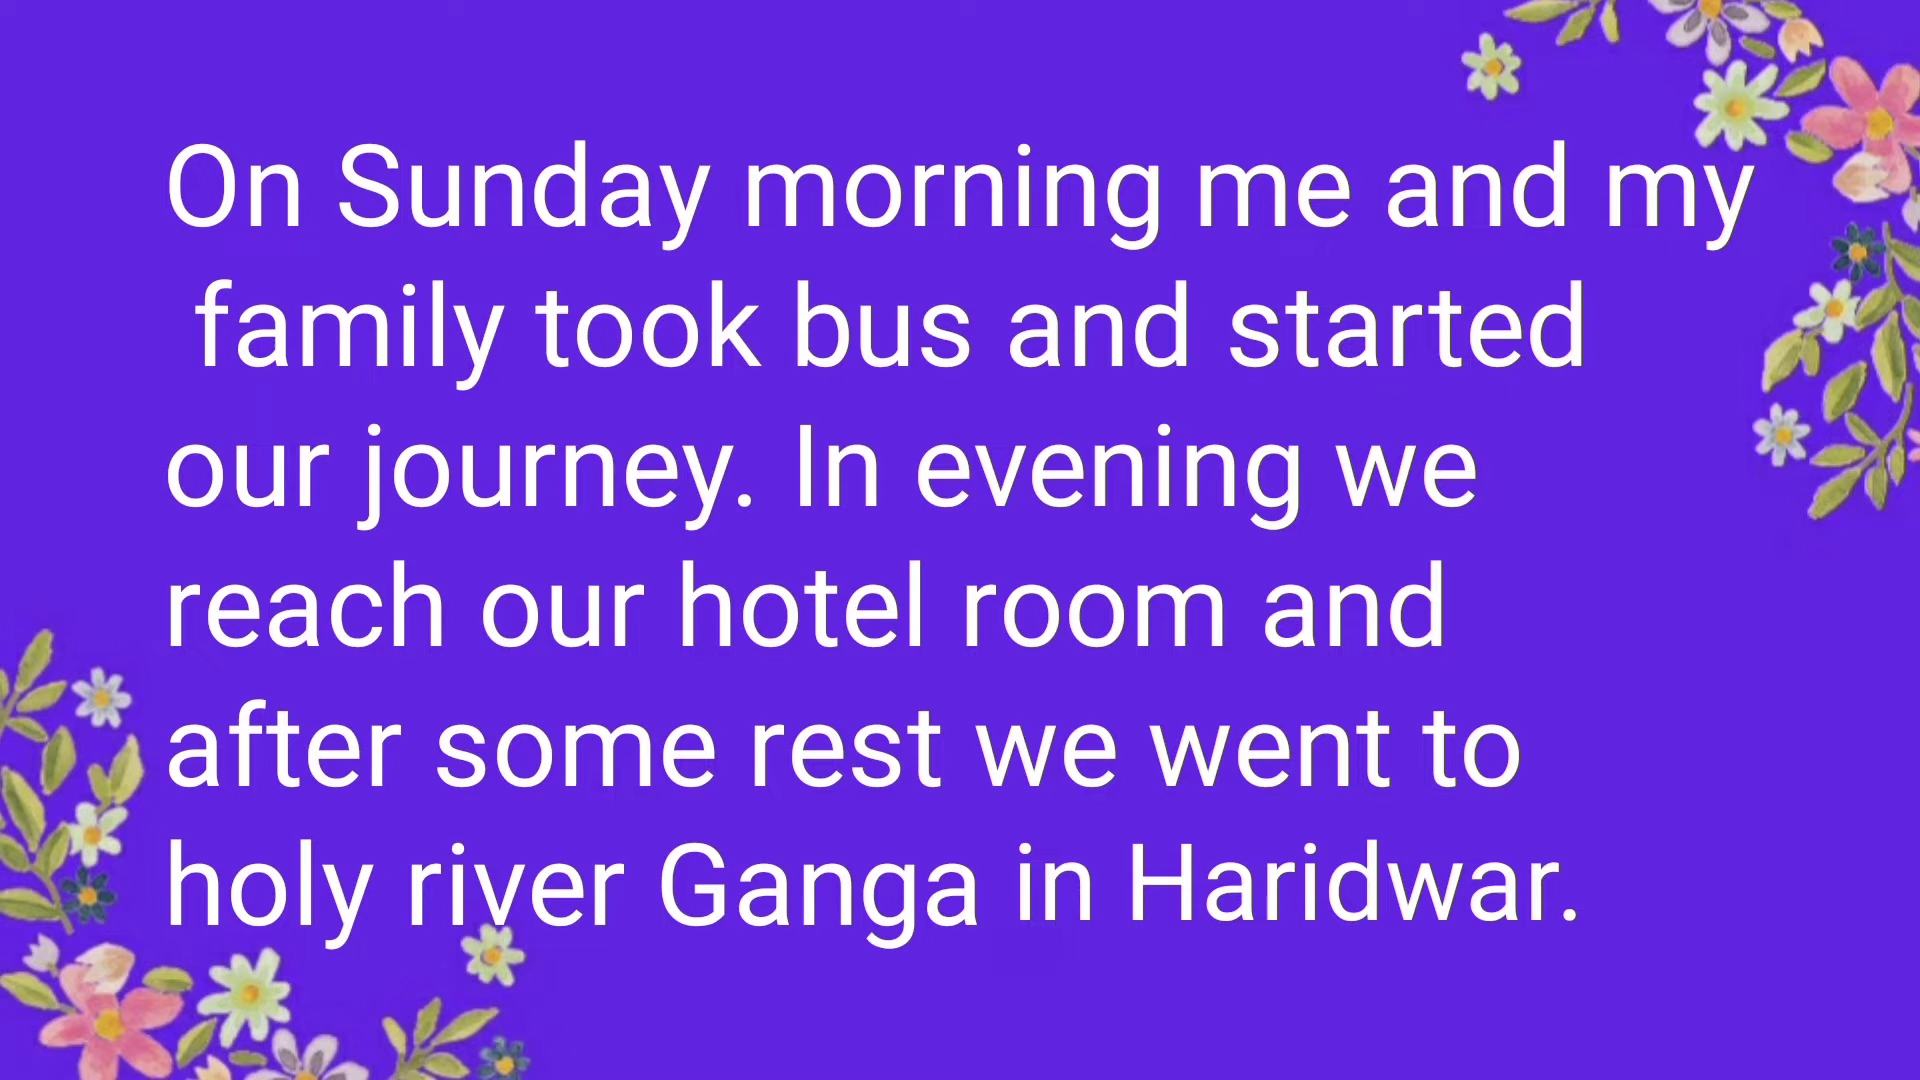 On Sunday morning me and my
family took bus and started
our journey. In evening we
reach our hotel room and
after some rest we went to
holy river Ganga in Haridwar.